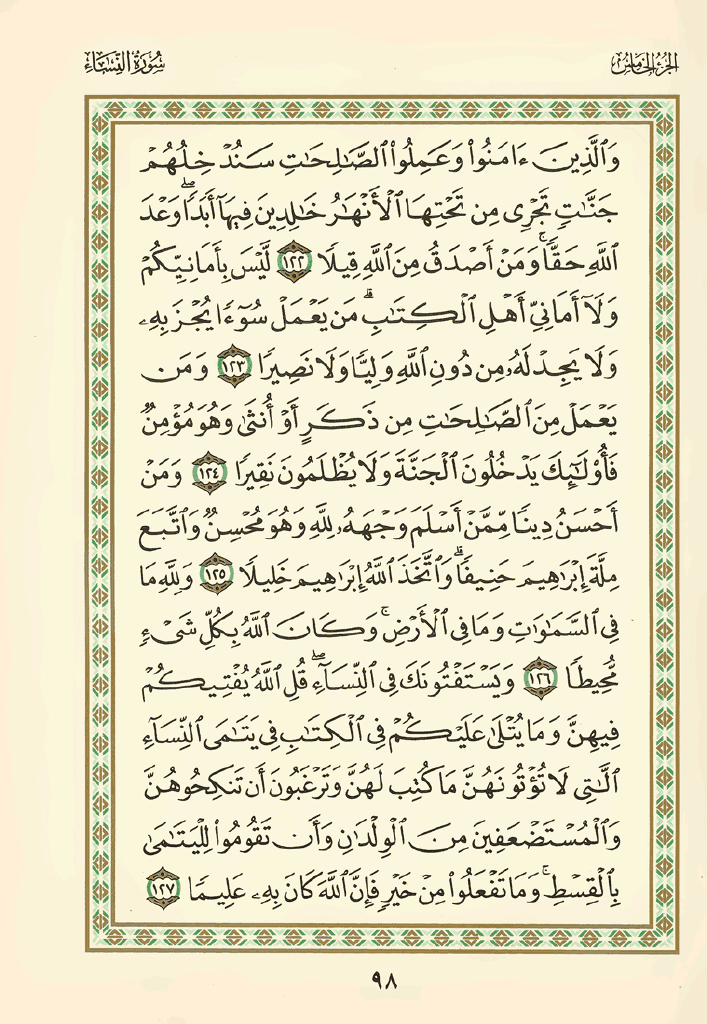 الجزء الخامس
سورة النساء
وَٱلَّذِينَ ءَامَنُوا۟ وَعَمِلُوا۟ ٱلصَّـٰلِحَـٰتِ سَنُدْخِلُهُمْ
جَنَّـٰتٍ تَجْرِى مِن تَحْتِهَا ٱلْأَنْهَـٰرُ خَـٰلِدِينَ فِيهَآ أَبَدًا ۖ وَعْدَ
ٱللَّهِ حَقًّا ۚ وَمَنْ أَصْدَقُ مِنَ ٱللَّهِ قِيلًا ١٢٢ لَّيْسَ بِأَمَانِيِّكُمْ
وَلَآ أَمَانِىِّ أَهْلِ ٱلْكِتَـٰبِ ۗ مَن يَعْمَلْ سُوٓءًا يُجْزَ بِهِۦ
وَلَا يَجِدْ لَهُۥ مِن دُونِ ٱللَّهِ وَلِيًّا وَلَا نَصِيرًا ١٢٣ وَمَن
يَعْمَلْ مِنَ ٱلصَّـٰلِحَـٰتِ مِن ذَكَرٍ أَوْ أُنثَىٰ وَهُوَ مُؤْمِنٌ
فَأُو۟لَـٰٓئِكَ يَدْخُلُونَ ٱلْجَنَّةَ وَلَا يُظْلَمُونَ نَقِيرًا ١٢٤ وَمَنْ
أَحْسَنُ دِينًا مِّمَّنْ أَسْلَمَ وَجْهَهُۥ لِلَّهِ وَهُوَ مُحْسِنٌ وَٱتَّبَعَ
مِلَّةَ إِبْرَٰهِيمَ حَنِيفًا ۗ وَٱتَّخَذَ ٱللَّهُ إِبْرَٰهِيمَ خَلِيلًا ١٢٥ وَلِلَّهِ مَا
فِى ٱلسَّمَـٰوَٰتِ وَمَا فِى ٱلْأَرْضِ ۚ وَكَانَ ٱللَّهُ بِكُلِّ شَىْءٍ
مُّحِيطًا ١٢٦ وَيَسْتَفْتُونَكَ فِى ٱلنِّسَآءِ ۖ قُلِ ٱللَّهُ يُفْتِيكُمْ
فِيهِنَّ وَمَا يُتْلَىٰ عَلَيْكُمْ فِى ٱلْكِتَـٰبِ فِى يَتَـٰمَى ٱلنِّسَآءِ
ٱلَّـٰتِى لَا تُؤْتُونَهُنَّ مَا كُتِبَ لَهُنَّ وَتَرْغَبُونَ أَن تَنكِحُوهُنَّ
وَٱلْمُسْتَضْعَفِينَ مِنَ ٱلْوِلْدَٰنِ وَأَن تَقُومُوا۟ لِلْيَتَـٰمَىٰ
بِٱلْقِسْطِ ۚ وَمَا تَفْعَلُوا۟ مِنْ خَيْرٍ فَإِنَّ ٱللَّهَ كَانَ بِهِۦ عَلِيمًا ١٢٧
٩٨